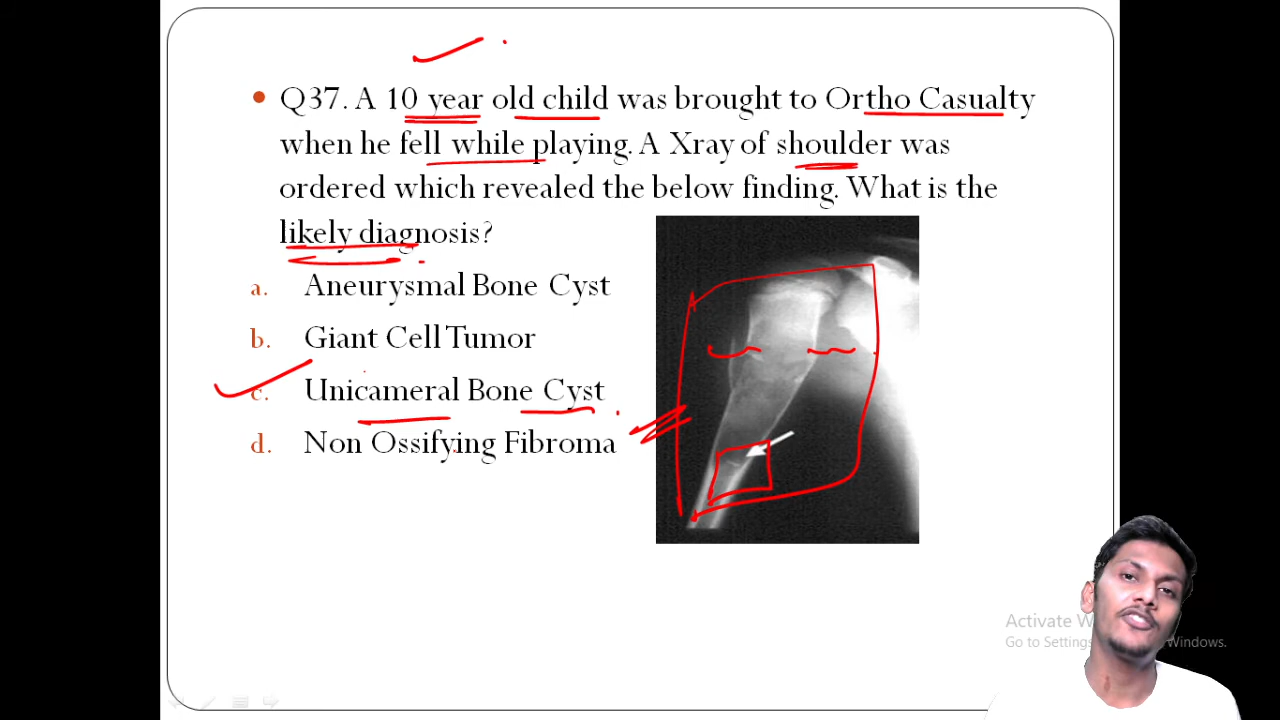 Q37. A 10 year old child was brought to Ortho Casualty
when he fell while playing. A Xray of shoulder was
ordered which revealed the below finding. What is the
likely diagnosis?
a. Aneurysmal Bone Cyst
b. Giant Cell Tumor
c. Unicameral Bone Cyst
d. Non Ossifying Fibroma
Activate W
Go to Settings Windows.